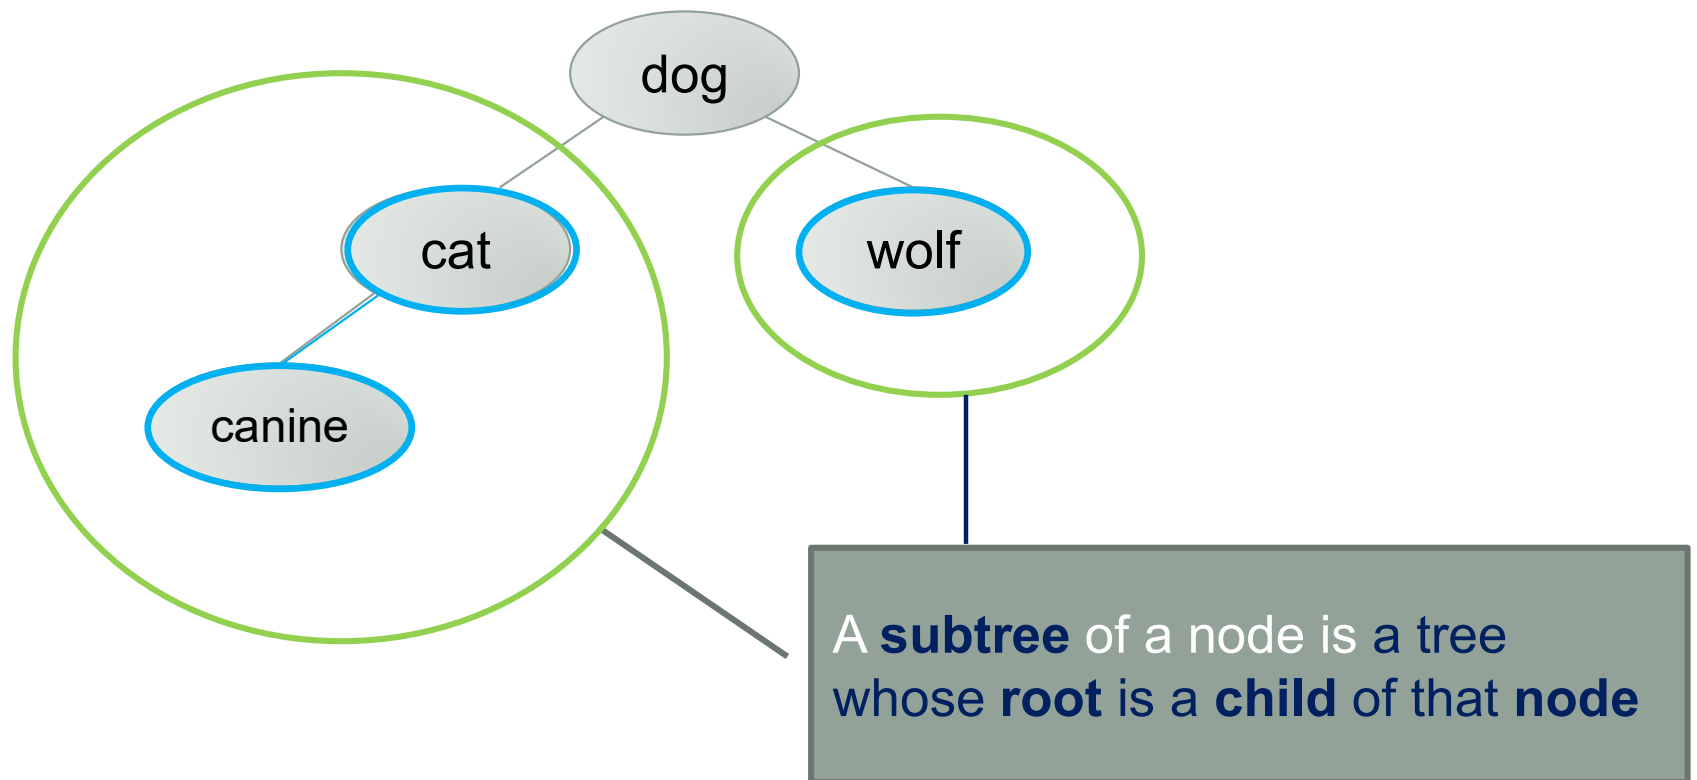 dog
cat
wolf
canine
A subtree of a node is a tree
whose root is a child of that node